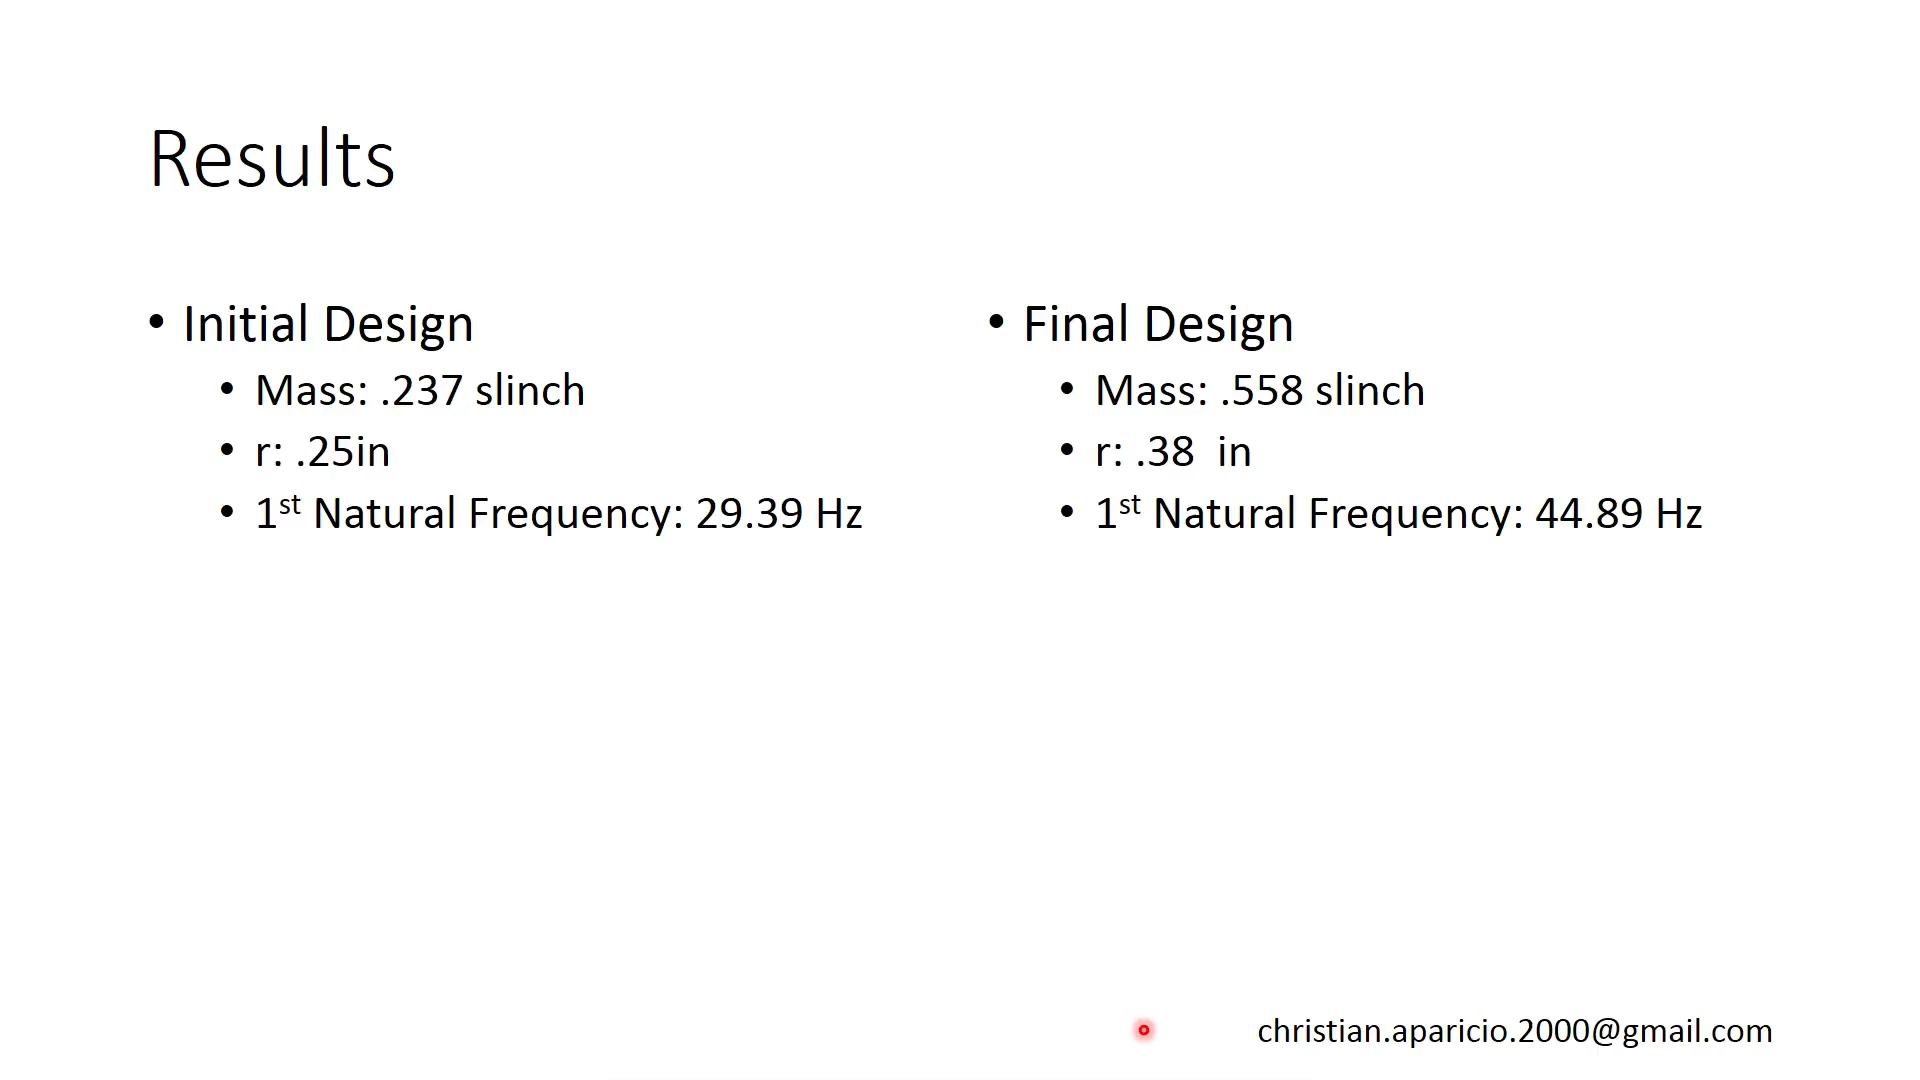 Results
• Initial Design
• Mass: .237 slinch
• r: .25in
• 1st Natural Frequency: 29.39 Hz
• Final Design
• Mass: .558 slinch
• r: .38  in
• 1st Natural Frequency: 44.89 Hz
christian.aparicio.2000@gmail.com